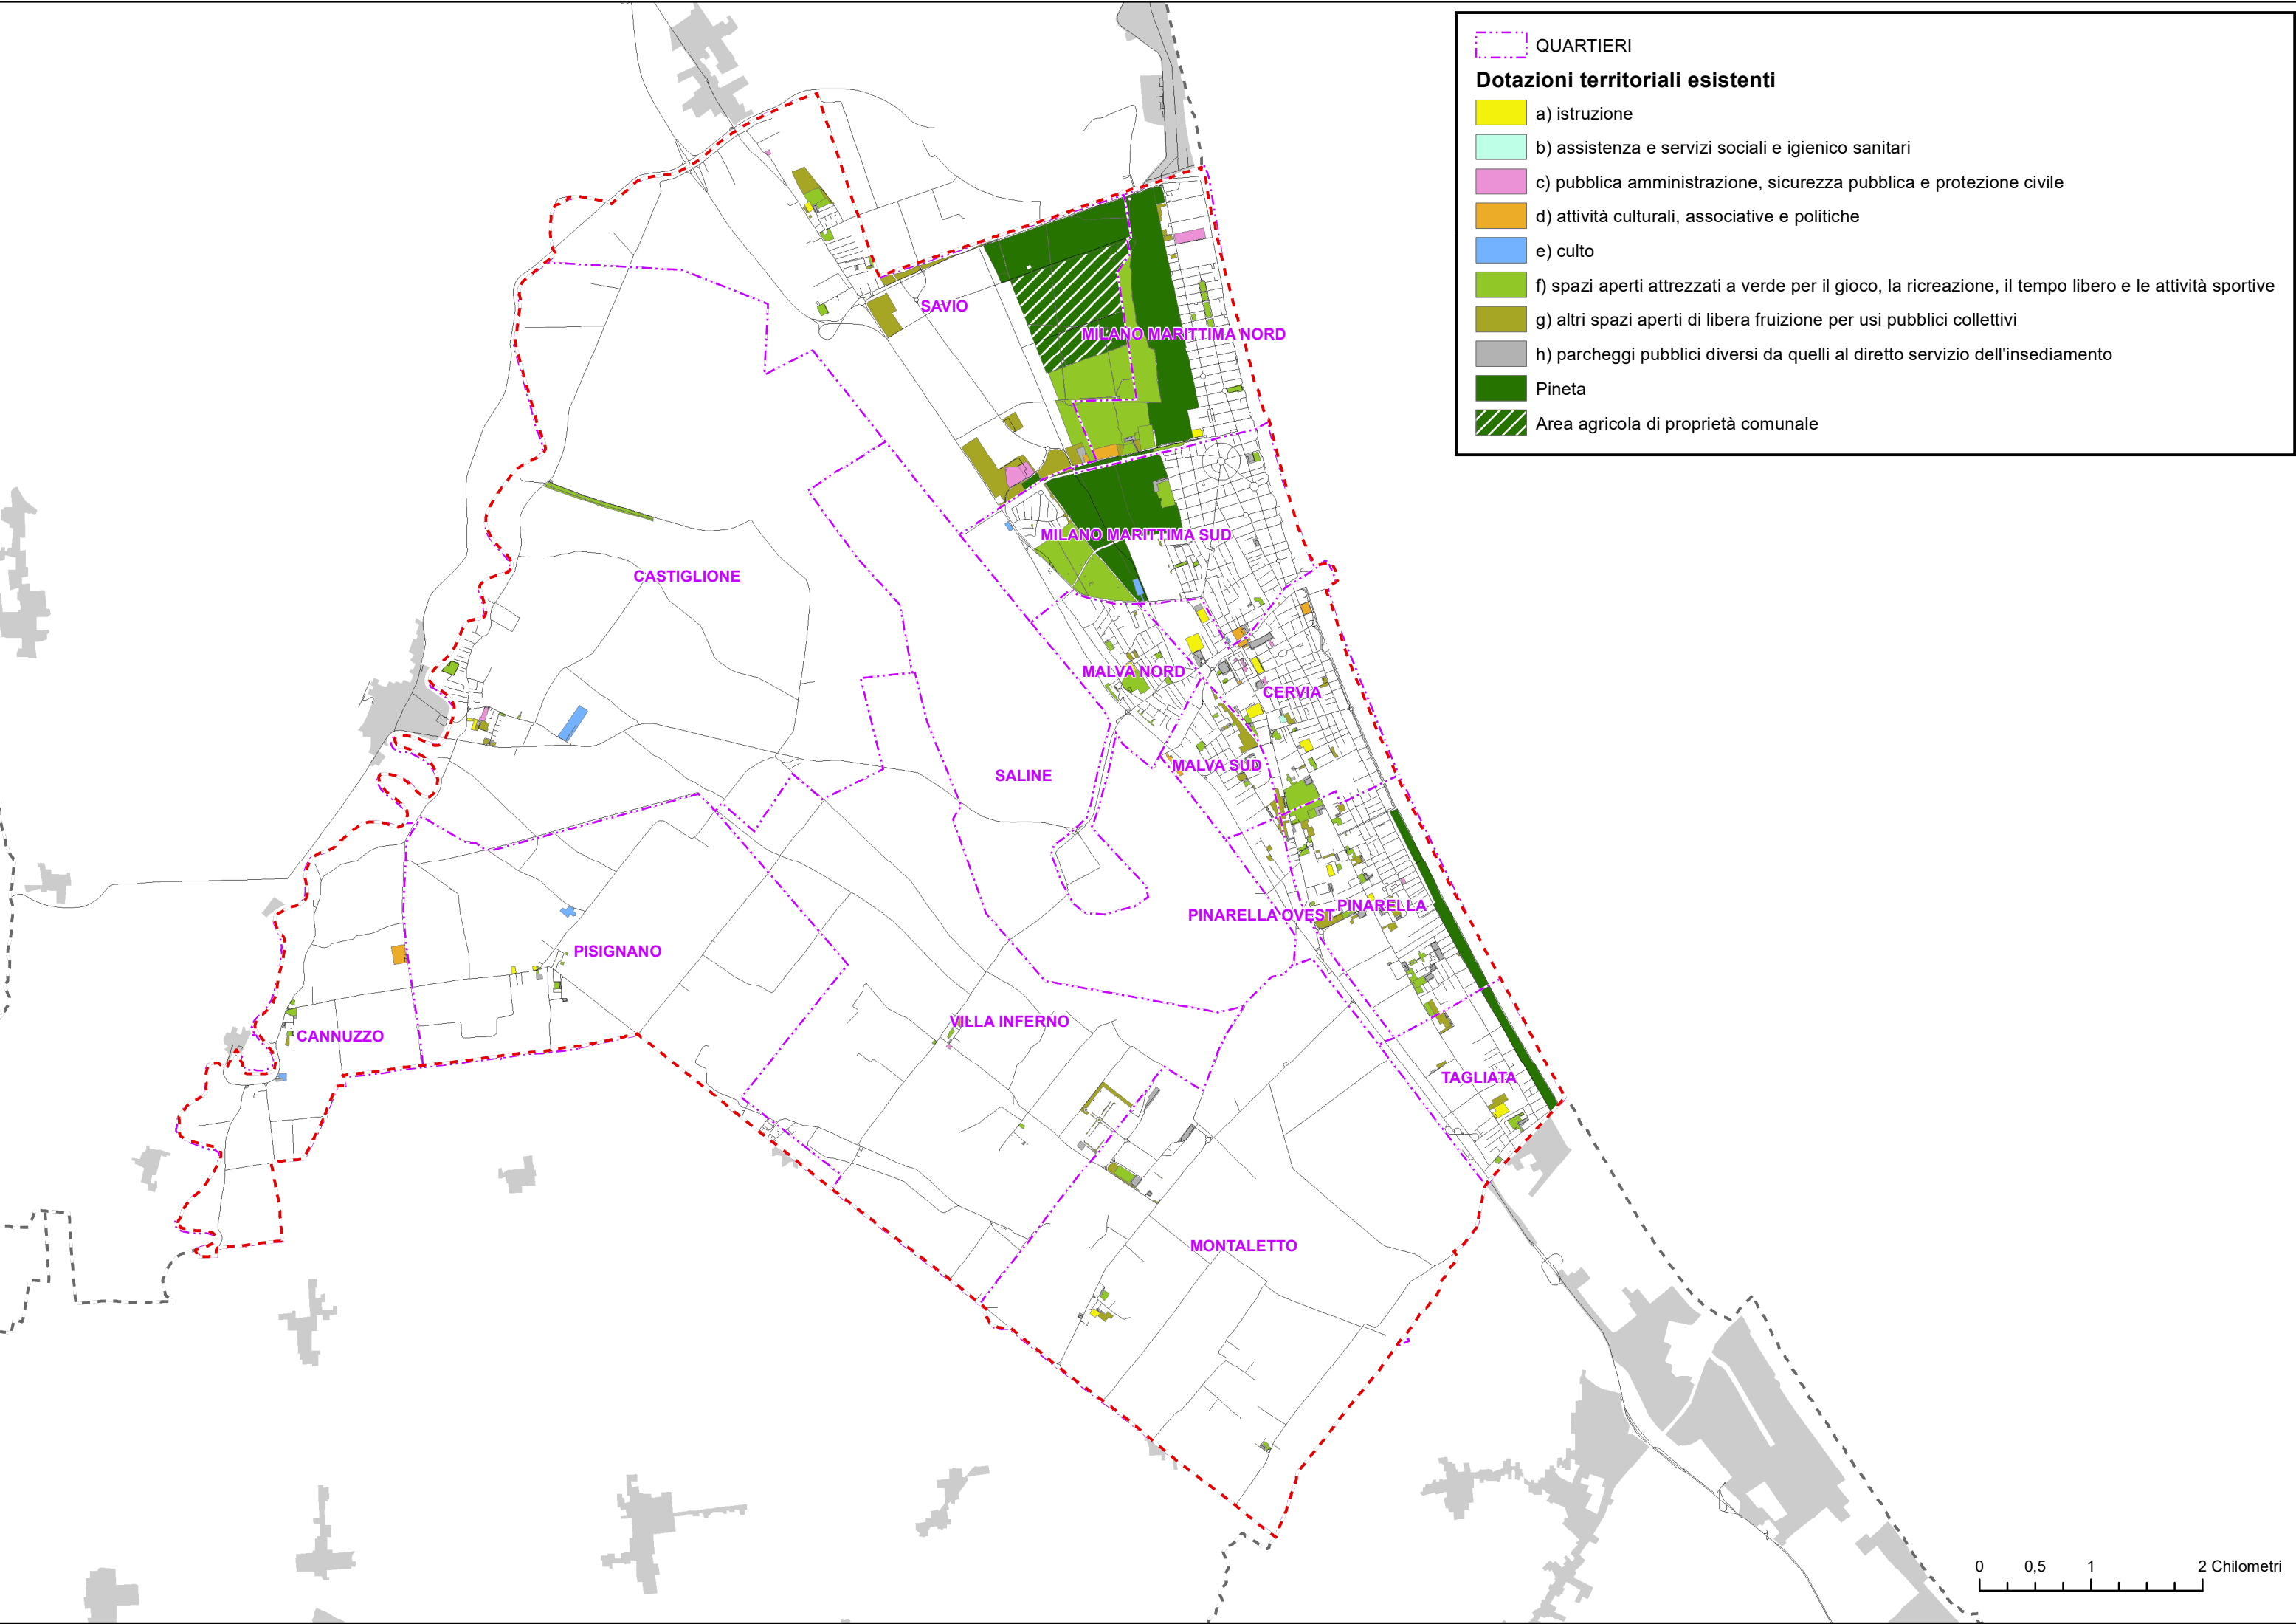 QUARTIERI
Dotazioni territoriali esistenti
a) istruzione
b) assistenza e servizi sociali e igienico sanitari
c) pubblica amministrazione, sicurezza pubblica e protezione civile
d) attività culturali, associative e politiche
e) culto
f) spazi aperti attrezzati a verde per il gioco, la ricreazione, il tempo libero e le attività sportive
g) altri spazi aperti di libera fruizione per usi pubblici collettivi
h) parcheggi pubblici diversi da quelli al diretto servizio dell'insediamento
Pineta
Area agricola di proprietà comunale
SAVIO
MILANO MARITTIMA NORD
MILANO MARITTIMA SUD
CASTIGLIONE
MALVA NORD
CERVIA
MALVA SUD
SALINE
PINARELLA OVEST
PINARELLA
PISIGNANO
VILLA INFERNO
CANNUZZO
TAGLIATA
MONTALETTO
0 0,5 1 2 Chilometri